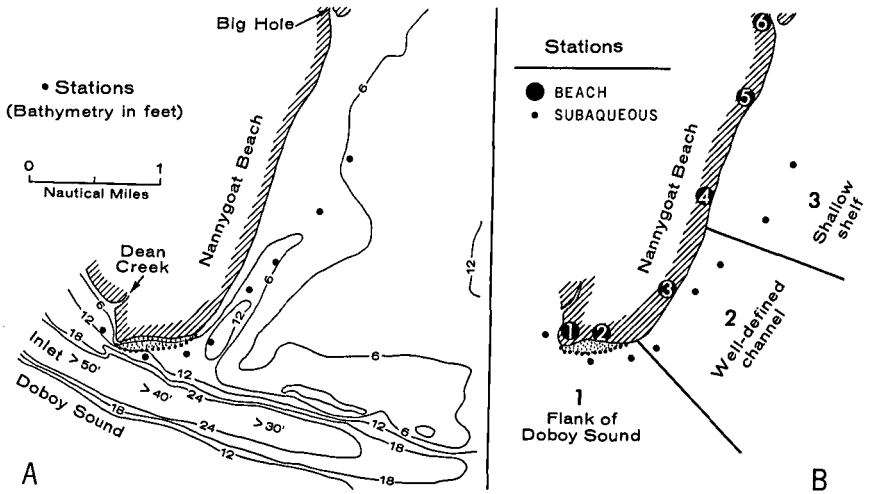 Big Hole
• Stations
(Bathymetry in feet)
0 1
Nautical Miles
Nannygoat Beach
Dean
Creek
6
6
12
12
6
6
18
12
6
Inlet >50'
>40'
>30'
12
24
12
6
18
Doboy Sound
18
12
24
18
A
Stations
BEACH
SUBAQUEOUS
6
5
4
3
2
1
Nannygoat Beach
3
Shallow
shelf
2
Well-defined
channel
1
Flank of
Doboy Sound
B